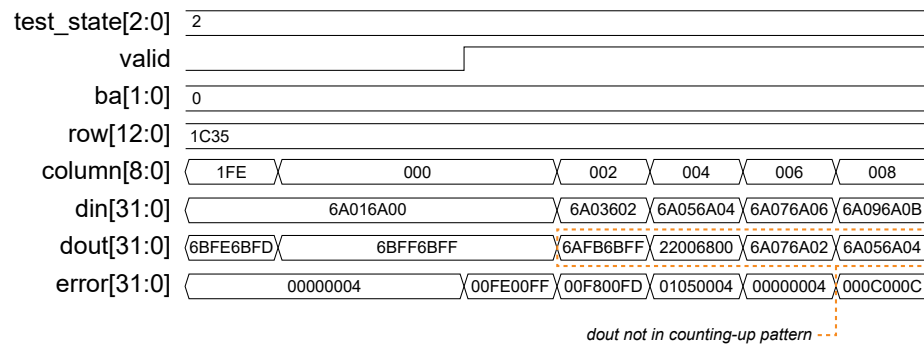 test_state[2:0] 2
valid
ba[1:0] 0
row[12:0] 1C35
column[8:0] 1FE 000 002 004 006 008
din[31:0] 6A016A00 6A03602 6A056A04 6A076A06 6A096A0B
dout[31:0] 6BFE6BFD 6BFF6BFF 6AFB6BFF 22006800 6A076A02 6A056A04
error[31:0] 00000004 00FE00FF 00F800FD 01050004 00000004 000C000C
dout not in counting-up pattern